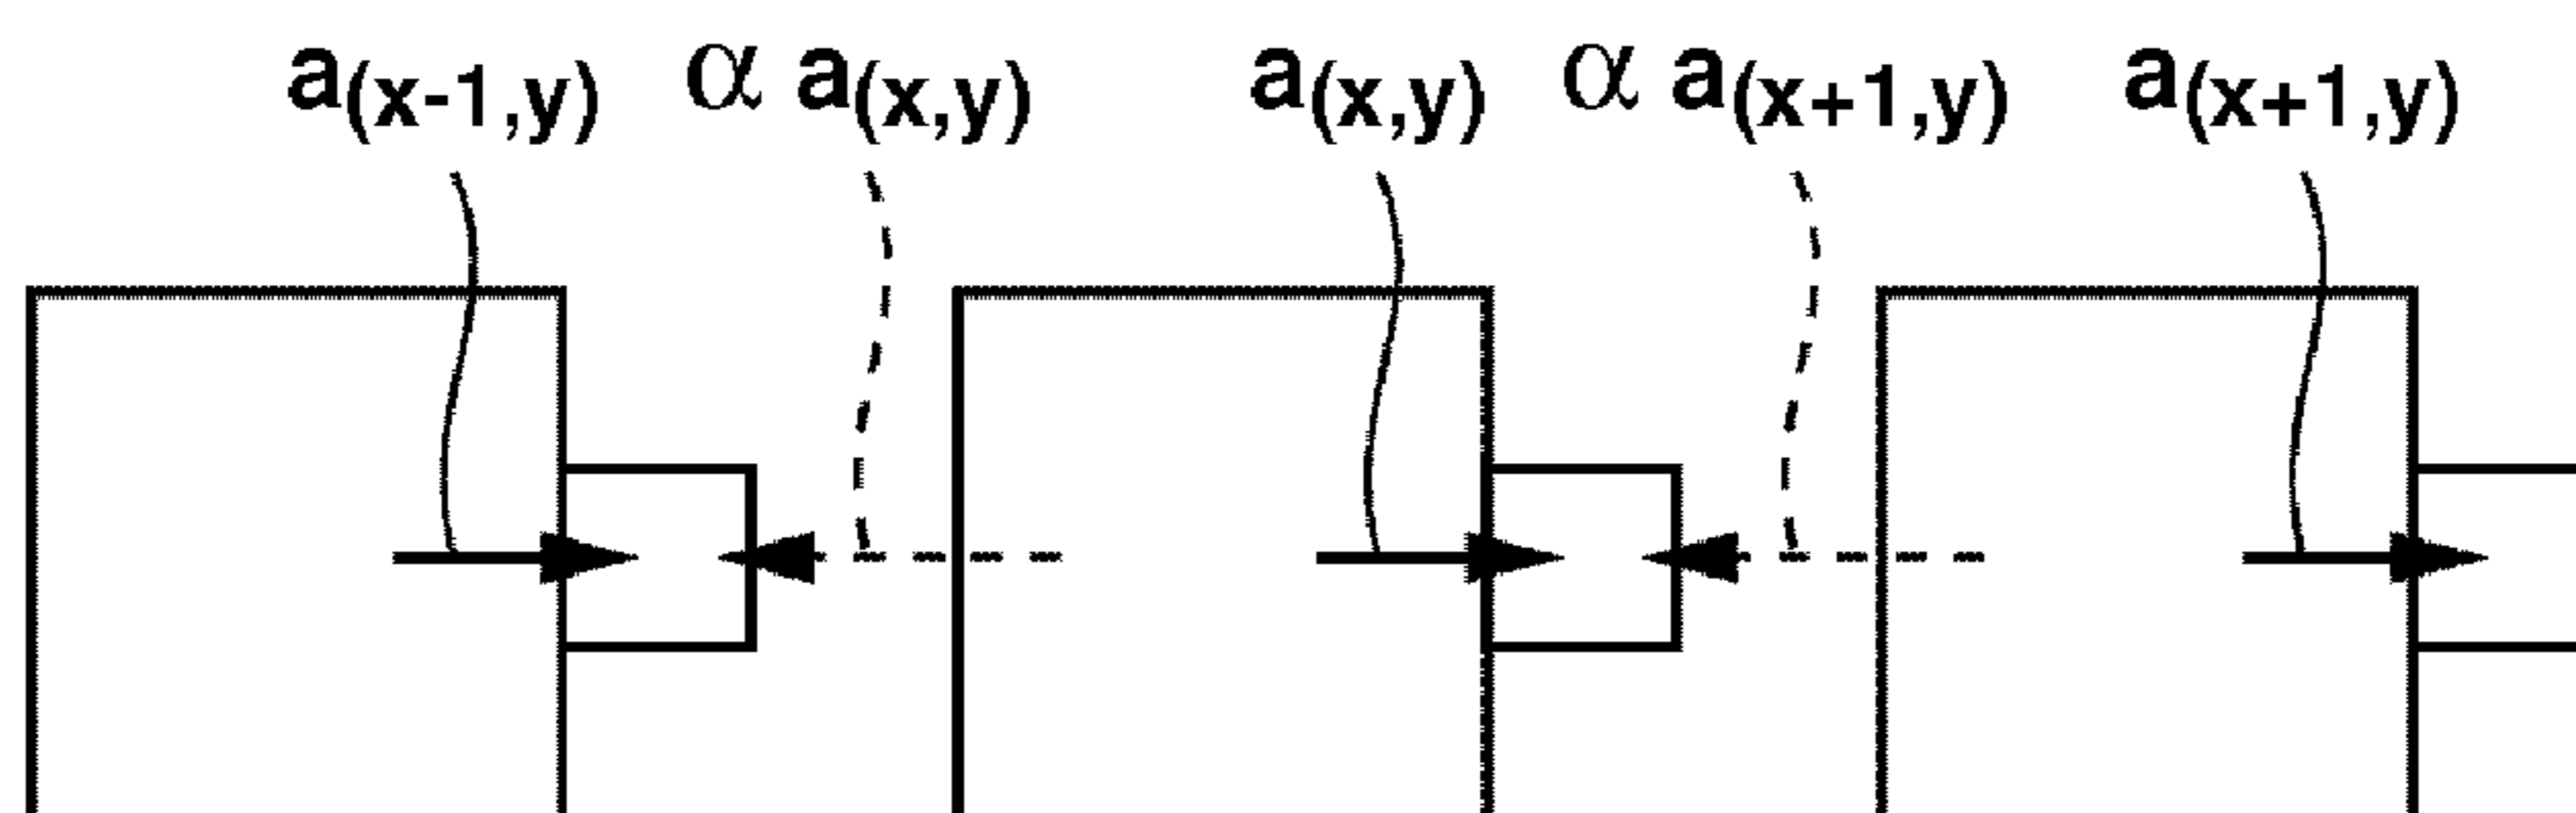 a(x-1,y) α a(x,y) a(x,y) α a(x+1,y) a(x+1,y)